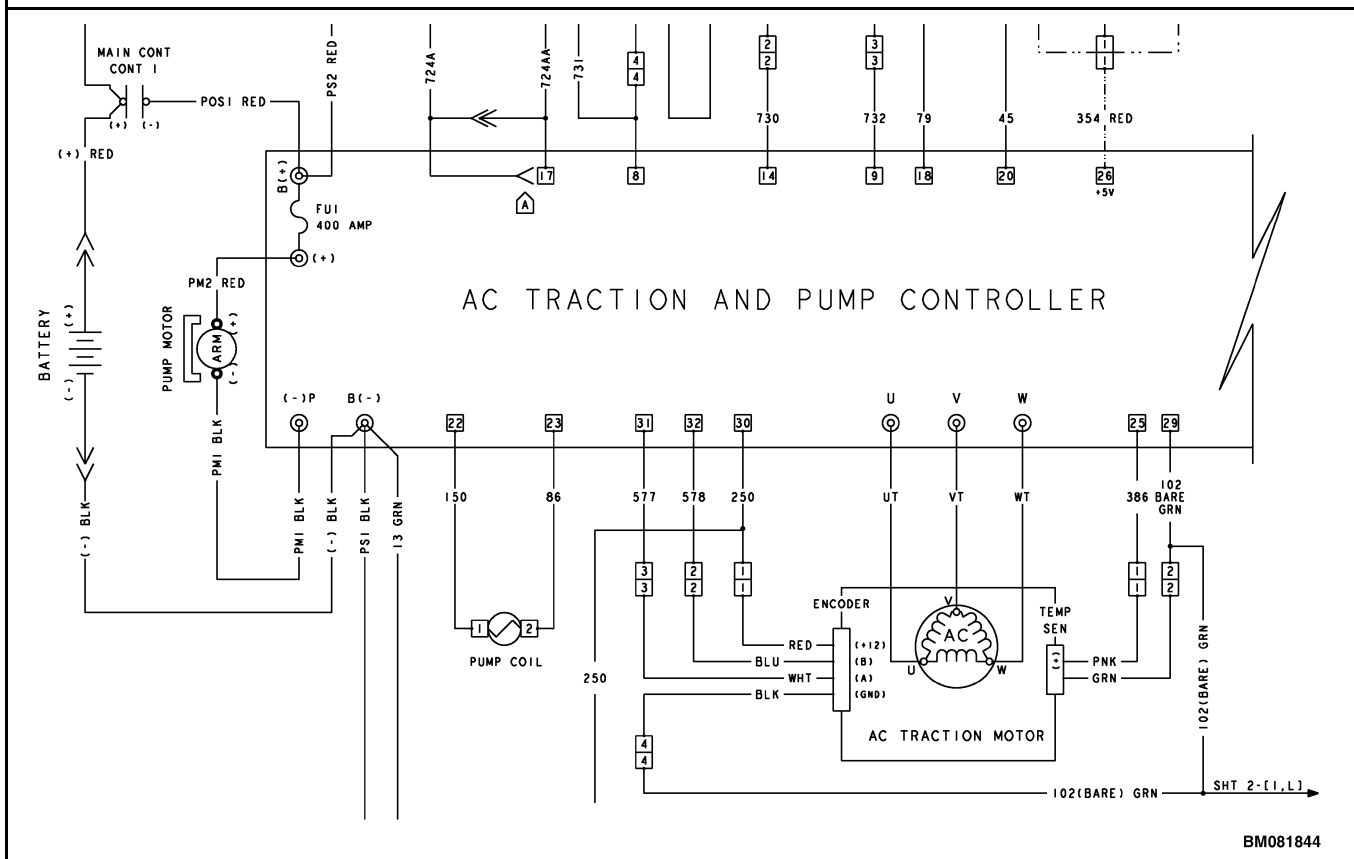 MAIN CONT
CONT 1
POS1 RED
(+) (-)
(+) RED
PS2 RED
724A
724AA
731
4
4
2
2
3
3
1
1
730
732
79
45
354 RED
B(+)
17
8
14
9
18
20
26
+5V
A
FU1
400 AMP
(+)
PM2 RED
AC TRACTION AND PUMP CONTROLLER
BATTERY
(+)
(-)
PUMP MOTOR
ARM
(+)
(-)
(-)P
B(-)
U
V
W
22
23
31
32
30
25
29
PM1 BLK
(-) BLK
PM1 BLK
(-) BLK
PS1 BLK
13 GRN
150
86
577
578
250
UT
VT
WT
386
102
BARE
GRN
3
3
2
2
1
1
1
1
2
2
ENCODER
V
TEMP
SEN
1
2
PUMP COIL
AC
RED
(+12)
BLU
(B)
WHT
(A)
BLK
(GND)
U
W
(+)
PNK
GRN
250
102(BARE) GRN
AC TRACTION MOTOR
4
4
102(BARE) GRN
SHT 2-[1,L]
BM081844